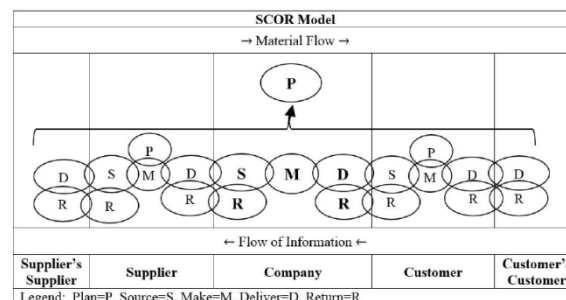 SCOR Model
→ Material Flow →
P
P P
D S M D S M D S M D D
R R R R R R R R
← Flow of Information ←
Supplier's Supplier Supplier Company Customer Customer's Customer
Legend: Plan=P, Source=S, Make=M, Deliver=D, Return=R